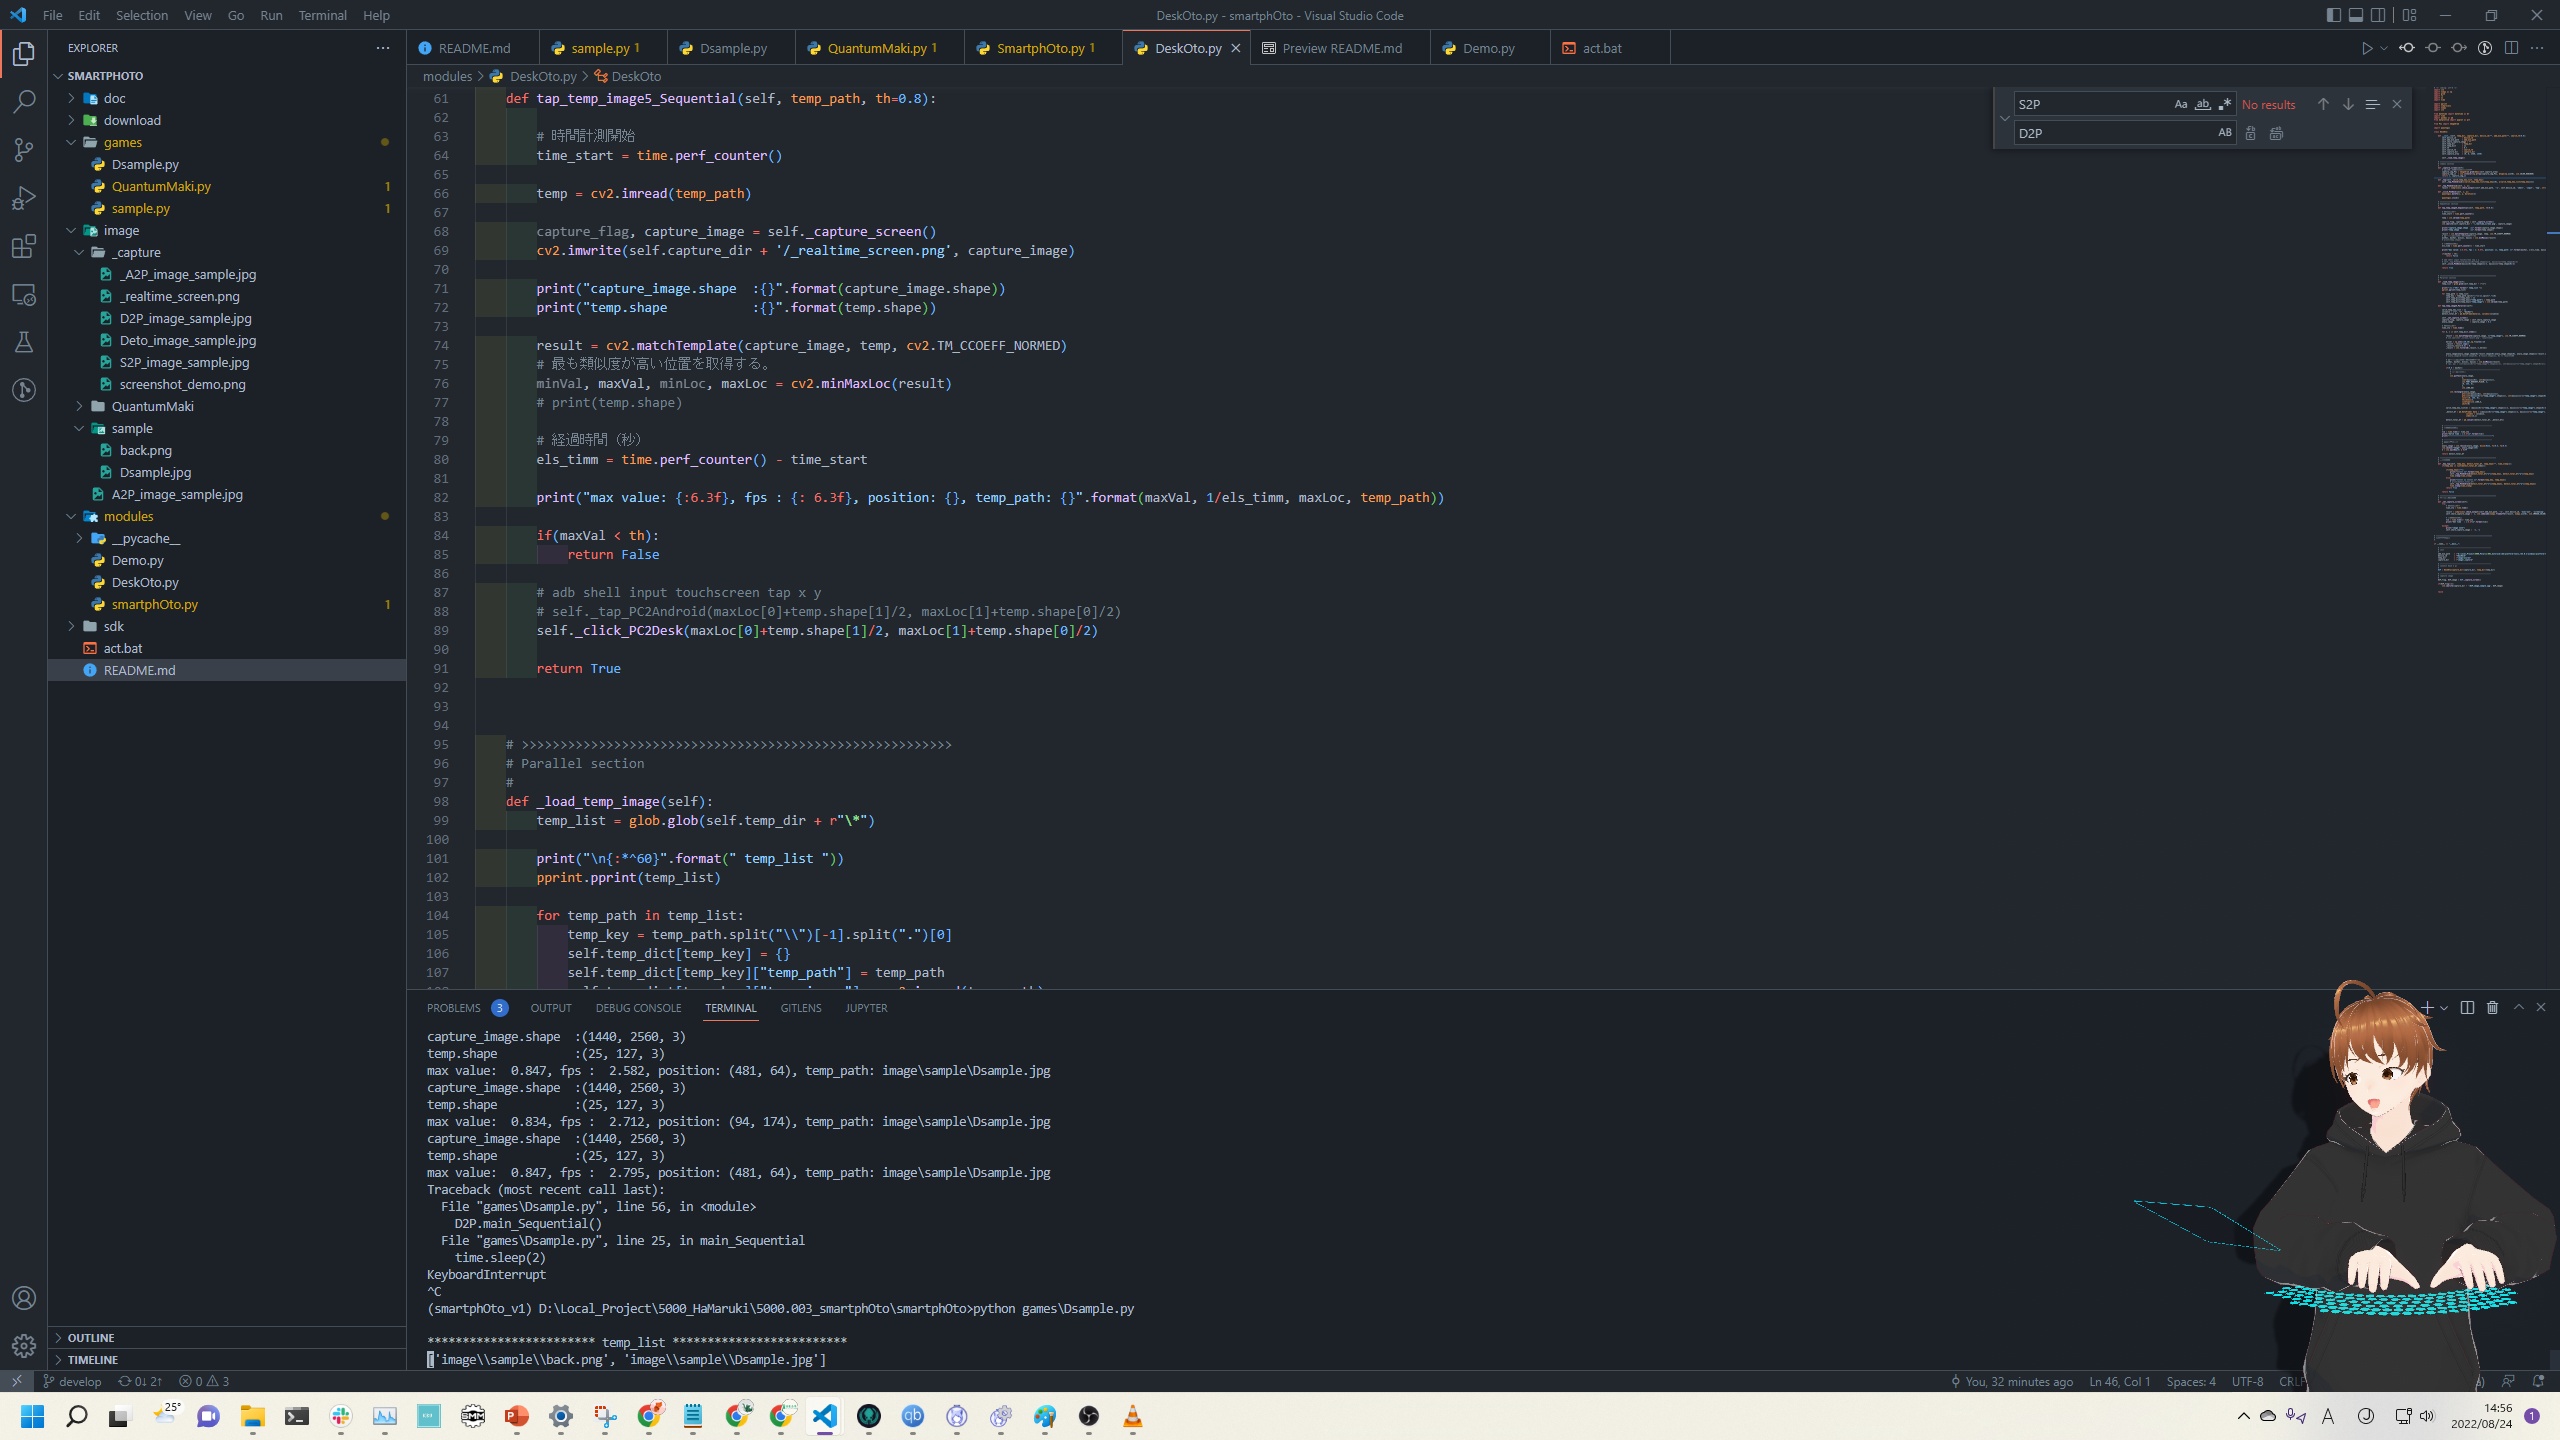 File Edit Selection View Go Run Terminal Help
DeskOto.py - smartphOto - Visual Studio Code
EXPLORER
SMARTPHOTO
doc
download
games
Dsample.py
QuantumMaki.py 1
sample.py 1
image
_capture
_A2P_image_sample.jpg
_realtime_screen.png
D2P_image_sample.jpg
Deto_image_sample.jpg
S2P_image_sample.jpg
screenshot_demo.png
QuantumMaki
sample
back.png
Dsample.jpg
A2P_image_sample.jpg
modules
__pycache__
Demo.py
DeskOto.py
smartphOto.py 1
sdk
act.bat
README.md
OUTLINE
TIMELINE
README.md sample.py 1 Dsample.py QuantumMaki.py 1 SmartphOto.py 1 DeskOto.py Preview README.md Demo.py act.bat
modules > DeskOto.py > DeskOto
S2P Aa ab .* No results
D2P AB
61 def tap_temp_image5_Sequential(self, temp_path, th=0.8):
62
63 # 時間計測開始
64 time_start = time.perf_counter()
65
66 temp = cv2.imread(temp_path)
67
68 capture_flag, capture_image = self._capture_screen()
69 cv2.imwrite(self.capture_dir + '/_realtime_screen.png', capture_image)
70
71 print("capture_image.shape  :{}".format(capture_image.shape))
72 print("temp.shape           :{}".format(temp.shape))
73
74 result = cv2.matchTemplate(capture_image, temp, cv2.TM_CCOEFF_NORMED)
75 # 最も類似度が高い位置を取得する。
76 minVal, maxVal, minLoc, maxLoc = cv2.minMaxLoc(result)
77 # print(temp.shape)
78
79 # 経過時間（秒）
80 els_timm = time.perf_counter() - time_start
81
82 print("max value: {:6.3f}, fps : {: 6.3f}, position: {}, temp_path: {}".format(maxVal, 1/els_timm, maxLoc, temp_path))
83
84 if(maxVal < th):
85 return False
86
87 # adb shell input touchscreen tap x y
88 # self._tap_PC2Android(maxLoc[0]+temp.shape[1]/2, maxLoc[1]+temp.shape[0]/2)
89 self._click_PC2Desk(maxLoc[0]+temp.shape[1]/2, maxLoc[1]+temp.shape[0]/2)
90
91 return True
92
93
94
95 # >>>>>>>>>>>>>>>>>>>>>>>>>>>>>>>>>>>>>>>>>>>>>>>>>>>>>>>>
96 # Parallel section
97 #
98 def _load_temp_image(self):
99 temp_list = glob.glob(self.temp_dir + r"\*")
100
101 print("\n{:*^60}".format(" temp_list "))
102 pprint.pprint(temp_list)
103
104 for temp_path in temp_list:
105 temp_key = temp_path.split("\\")[-1].split(".")[0]
106 self.temp_dict[temp_key] = {}
107 self.temp_dict[temp_key]["temp_path"] = temp_path
PROBLEMS 3 OUTPUT DEBUG CONSOLE TERMINAL GITLENS JUPYTER
capture_image.shape  :(1440, 2560, 3)
temp.shape           :(25, 127, 3)
max value:  0.847, fps :  2.582, position: (481, 64), temp_path: image\sample\Dsample.jpg
capture_image.shape  :(1440, 2560, 3)
temp.shape           :(25, 127, 3)
max value:  0.834, fps :  2.712, position: (94, 174), temp_path: image\sample\Dsample.jpg
capture_image.shape  :(1440, 2560, 3)
temp.shape           :(25, 127, 3)
max value:  0.847, fps :  2.795, position: (481, 64), temp_path: image\sample\Dsample.jpg
Traceback (most recent call last):
File "games\Dsample.py", line 56, in <module>
D2P.main_Sequential()
File "games\Dsample.py", line 25, in main_Sequential
time.sleep(2)
KeyboardInterrupt
^C
(smartphOto_v1) D:\Local_Project\5000_HaMaruki\5000.003_smartphOto\smartphOto>python games\Dsample.py
************************ temp_list *************************
['image\\sample\\back.png', 'image\\sample\\Dsample.jpg']
develop 0↓ 2↑ 0 3
You, 32 minutes ago Ln 46, Col 1 Spaces: 4 UTF-8 CRLF
25°
A 14:56
2022/08/24 1